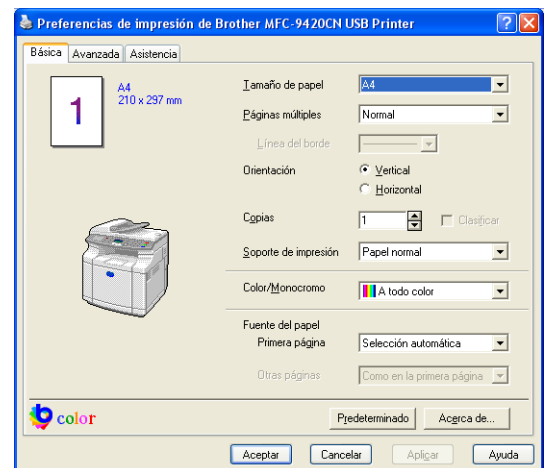 Preferencias de impresión de Brother MFC-9420CN USB Printer
Básica Avanzada Asistencia
1
A4
210 x 297 mm
Tamaño de papel A4
Páginas múltiples Normal
Línea del borde
Orientación Vertical
Horizontal
Copias 1 Clasificar
Soporte de impresión Papel normal
Color/Monocromo A todo color
Fuente del papel
Primera página Selección automática
Otras páginas Como en la primera página
b color
Predeterminado Acerca de...
Aceptar Cancelar Aplicar Ayuda